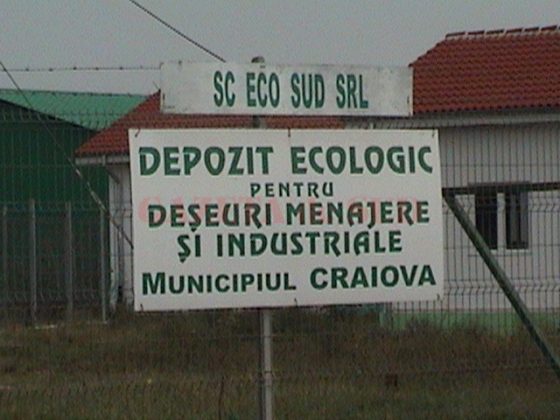 SC ECO SUD SRL
DEPOZIT ECOLOGIC
PENTRU
DEȘEURI MENAJERE
ȘI INDUSTRIALE
MUNICIPIUL CRAIOVA